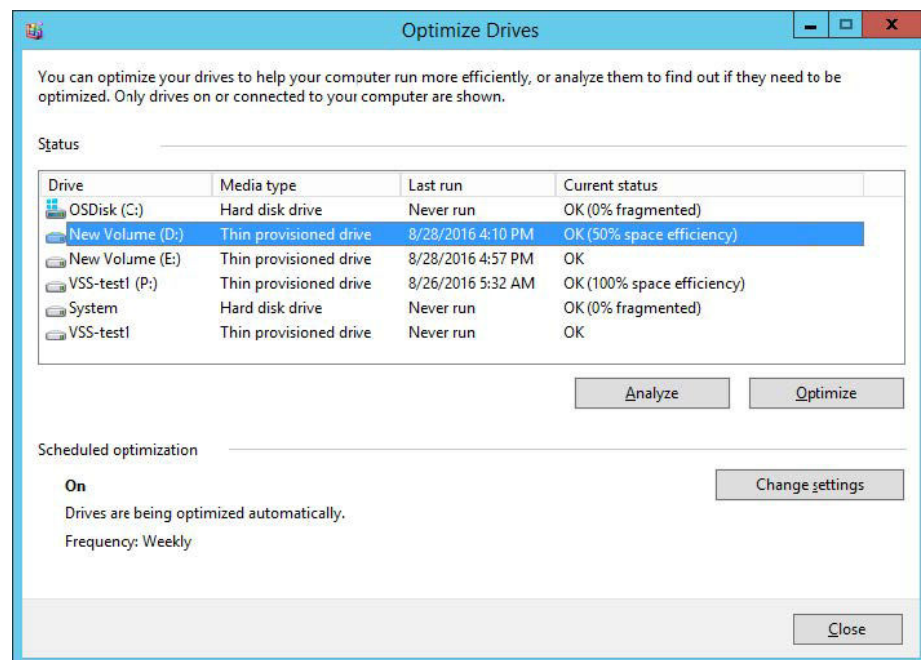 Optimize Drives
You can optimize your drives to help your computer run more efficiently, or analyze them to find out if they need to be
optimized. Only drives on or connected to your computer are shown.
Status
Drive Media type Last run Current status
OSDisk (C:) Hard disk drive Never run OK (0% fragmented)
New Volume (D:) Thin provisioned drive 8/28/2016 4:10 PM OK (50% space efficiency)
New Volume (E:) Thin provisioned drive 8/28/2016 4:57 PM OK
VSS-test1 (P:) Thin provisioned drive 8/26/2016 5:32 AM OK (100% space efficiency)
System Hard disk drive Never run OK (0% fragmented)
VSS-test1 Thin provisioned drive Never run OK
Analyze Optimize
Scheduled optimization
On Change settings
Drives are being optimized automatically.
Frequency: Weekly
Close